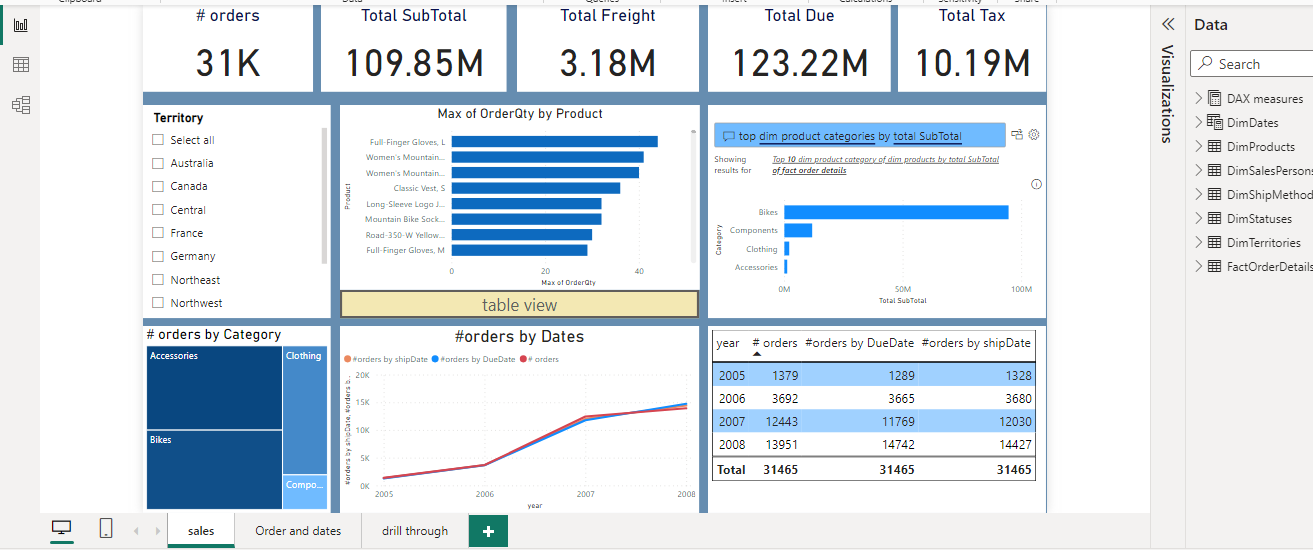 # orders
31K
Total SubTotal
109.85M
Total Freight
3.18M
Total Due
123.22M
Total Tax
10.19M
Territory
Select all
Australia
Canada
Central
France
Germany
Northeast
Northwest
Max of OrderQty by Product
Product
Full-Finger Gloves, L
Women's Mountain...
Women's Mountain...
Classic Vest, S
Long-Sleeve Logo J...
Mountain Bike Sock...
Road-350-W Yellow...
Full-Finger Gloves, M
0 20 40
Max of OrderQty
table view
top dim product categories by total SubTotal
Showing results for
Top 10 dim product category of dim products by total SubTotal
of fact order details
Category
Bikes
Components
Clothing
Accessories
0M 50M 100M
Total SubTotal
# orders by Category
Accessories
Clothing
Bikes
Compo...
#orders by Dates
#orders by shipDate #orders by DueDate # orders
#orders by shipDate, #orders b...
20K
15K
10K
5K
0K
2005 2006 2007 2008
year
year # orders #orders by DueDate #orders by shipDate
2005 1379 1289 1328
2006 3692 3665 3680
2007 12443 11769 12030
2008 13951 14742 14427
Total 31465 31465 31465
sales
Order and dates
drill through
+
Visualizations
Data
Search
DAX measures
DimDates
DimProducts
DimSalesPersons
DimShipMethod
DimStatuses
DimTerritories
FactOrderDetails